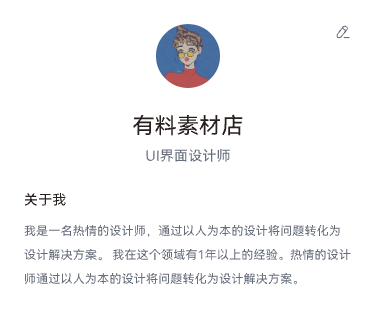 有料素材店
UI界面设计师
关于我
我是一名热情的设计师，通过以人为本的设计将问题转化为
设计解决方案。 我在这个领域有1年以上的经验。热情的设计
师通过以人为本的设计将问题转化为设计解决方案。